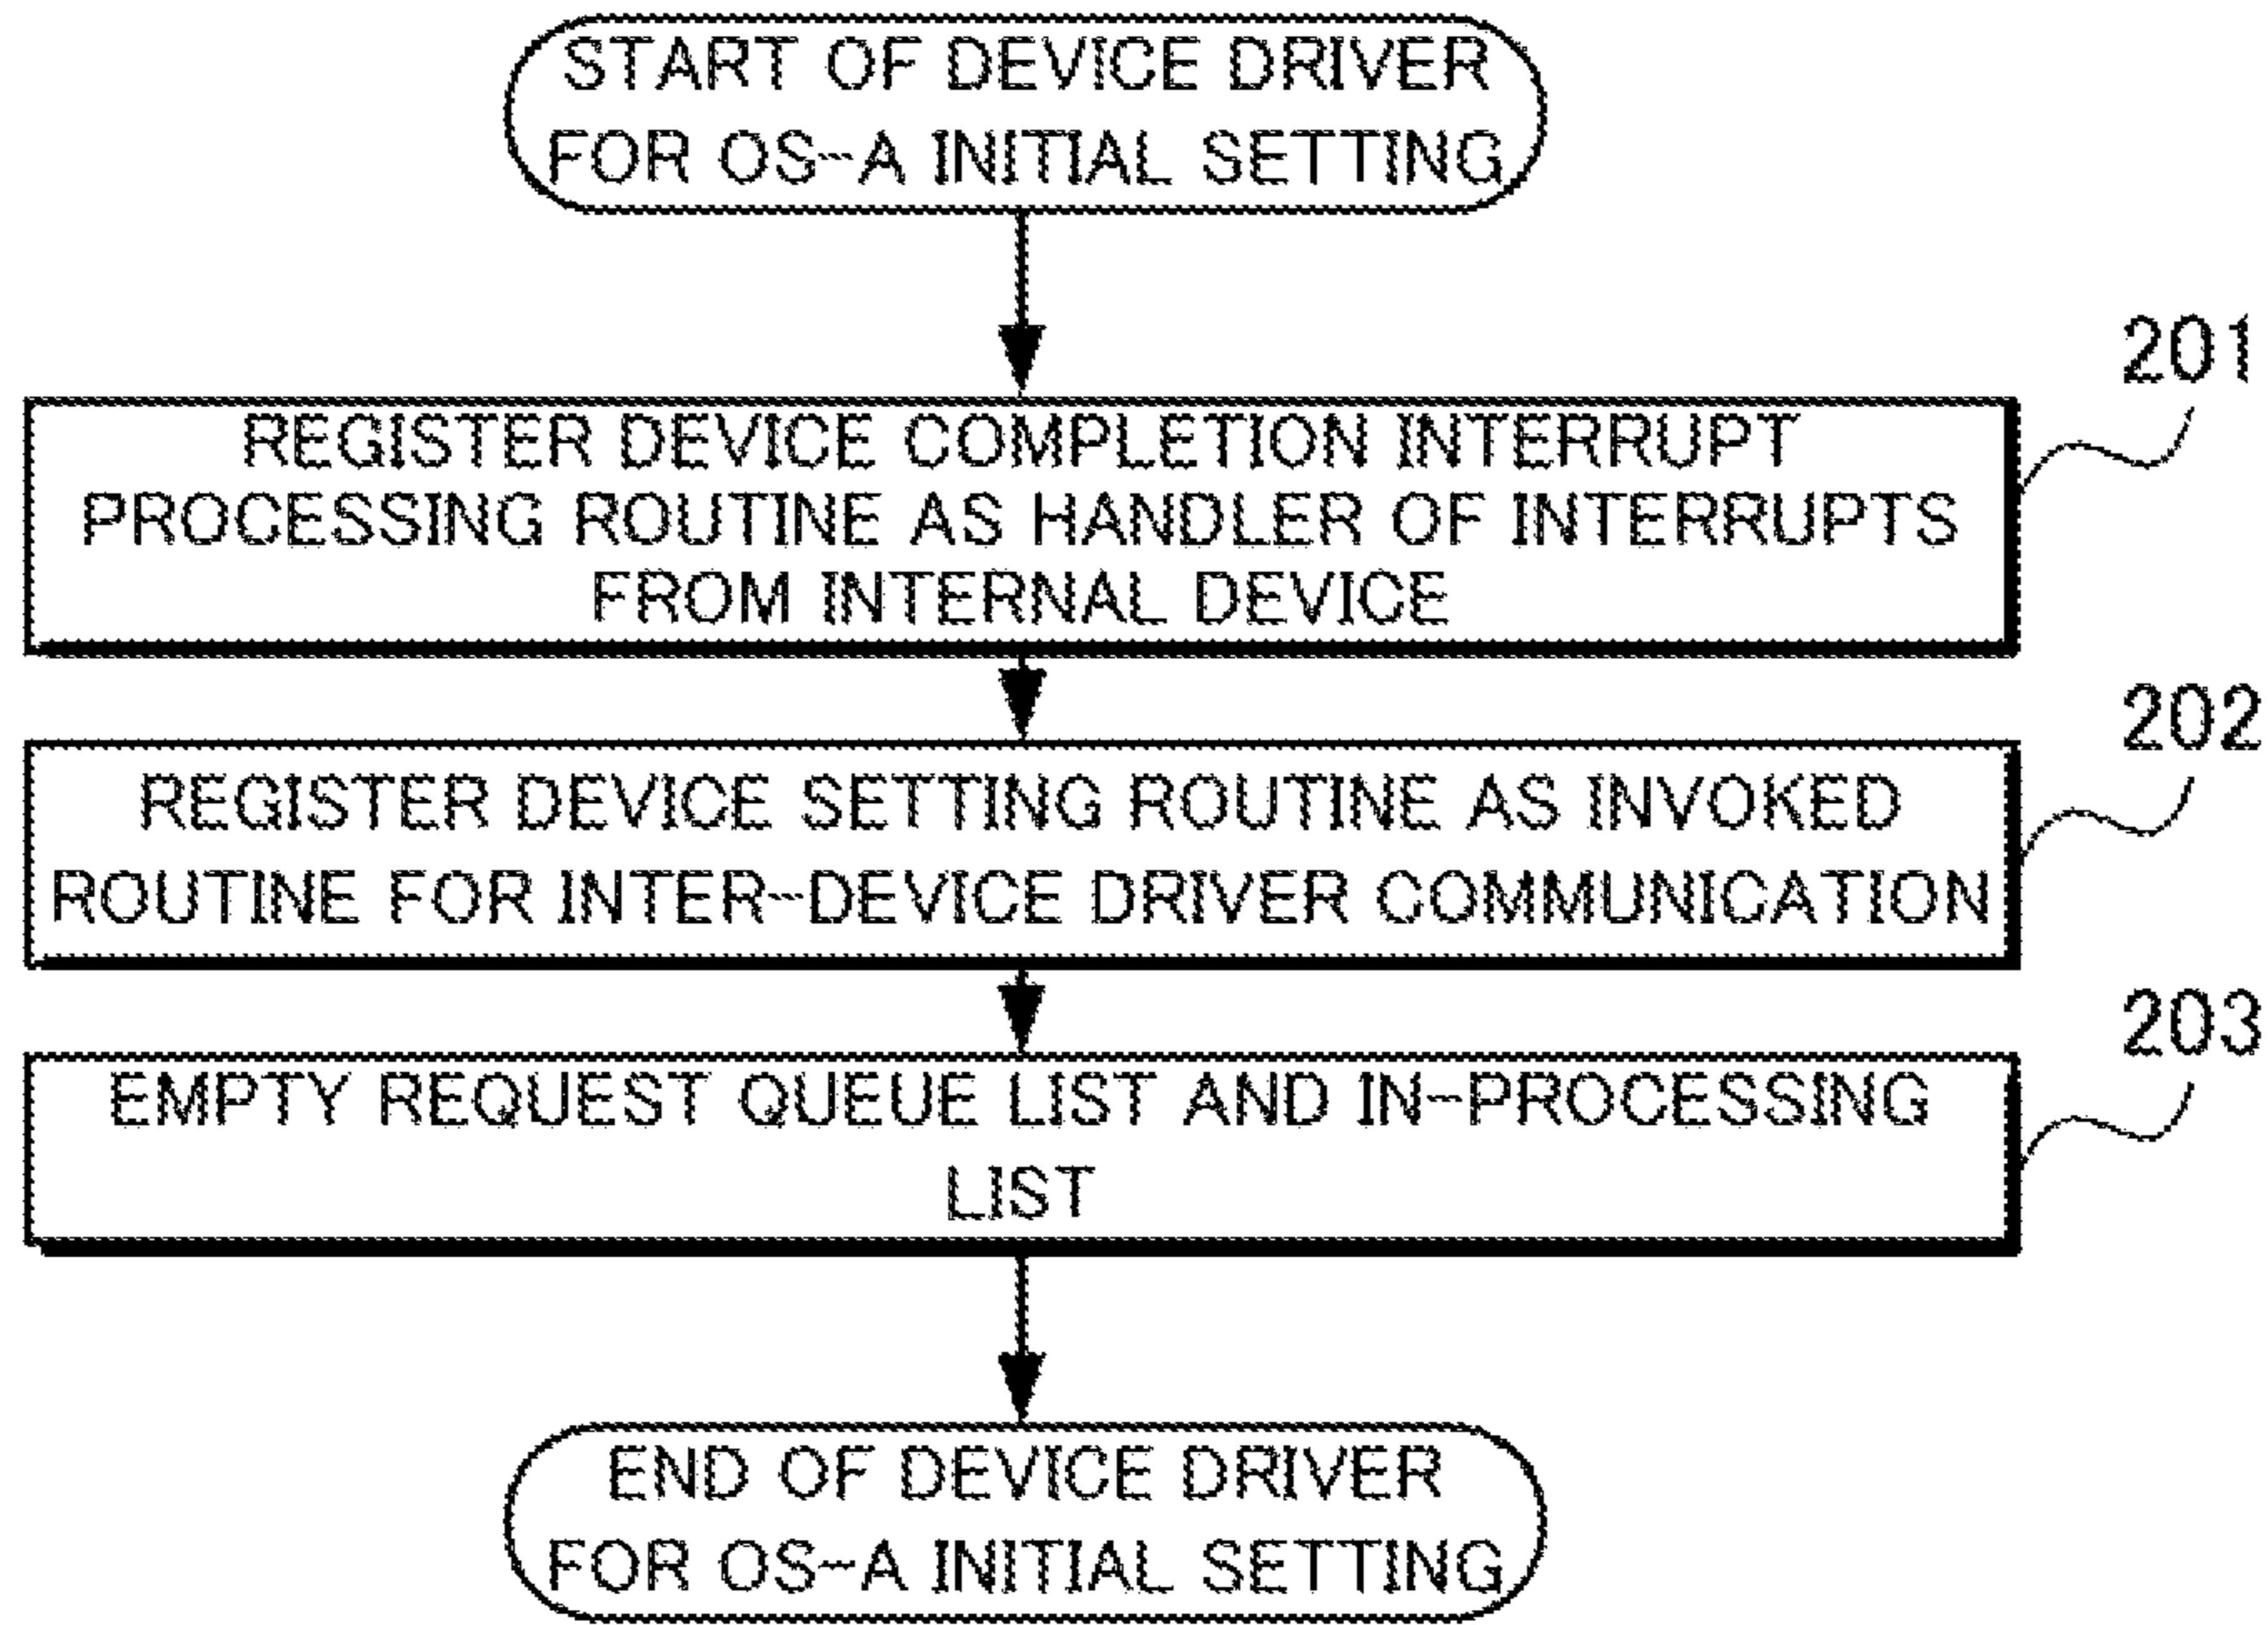 START OF DEVICE DRIVER
FOR OS-A INITIAL SETTING
201
REGISTER DEVICE COMPLETION INTERRUPT
PROCESSING ROUTINE AS HANDLER OF INTERRUPTS
FROM INTERNAL DEVICE
202
REGISTER DEVICE SETTING ROUTINE AS INVOKED
ROUTINE FOR INTER-DEVICE DRIVER COMMUNICATION
203
EMPTY REQUEST QUEUE LIST AND IN-PROCESSING
LIST
END OF DEVICE DRIVER
FOR OS-A INITIAL SETTING